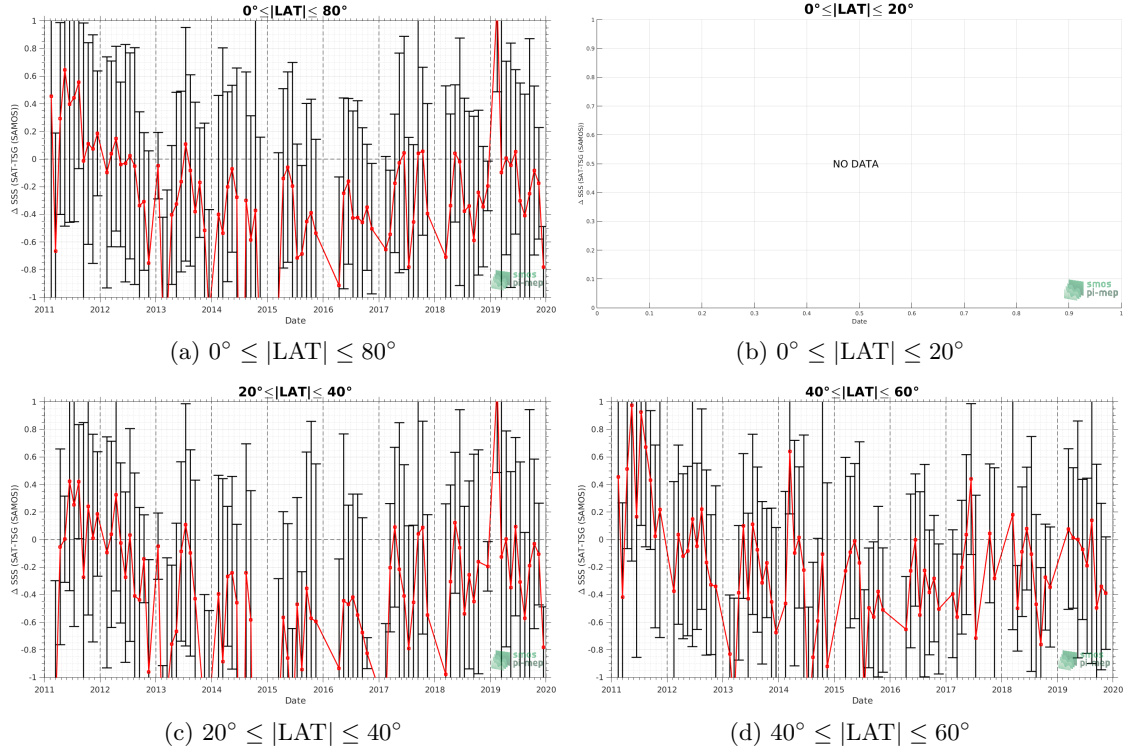 0°≤|LAT|≤ 80°
Δ SSS (SAT-TSG (SAMOS))
1
0.8
0.6
0.4
0.2
0
-0.2
-0.4
-0.6
-0.8
-1
2011 2012 2013 2014 2015 2016 2017 2018 2019 2020
Date
smos
pi-mep
(a) 0° ≤ |LAT| ≤ 80°
0°≤|LAT|≤ 20°
Δ SSS (SAT-TSG (SAMOS))
1
0.9
0.8
0.7
0.6
0.5
0.4
0.3
0.2
0.1
0
NO DATA
0 0.1 0.2 0.3 0.4 0.5 0.6 0.7 0.8 0.9 1
Date
smos
pi-mep
(b) 0° ≤ |LAT| ≤ 20°
20°≤|LAT|≤ 40°
Δ SSS (SAT-TSG (SAMOS))
1
0.8
0.6
0.4
0.2
0
-0.2
-0.4
-0.6
-0.8
-1
2011 2012 2013 2014 2015 2016 2017 2018 2019 2020
Date
smos
pi-mep
(c) 20° ≤ |LAT| ≤ 40°
40°≤|LAT|≤ 60°
Δ SSS (SAT-TSG (SAMOS))
1
0.8
0.6
0.4
0.2
0
-0.2
-0.4
-0.6
-0.8
-1
2011 2012 2013 2014 2015 2016 2017 2018 2019 2020
Date
smos
pi-mep
(d) 40° ≤ |LAT| ≤ 60°